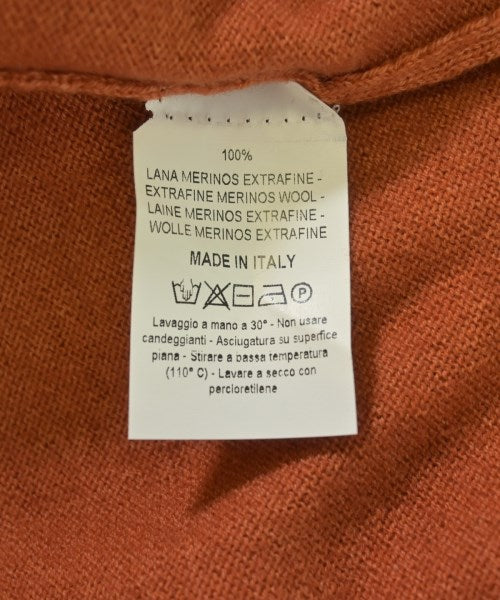 100%
LANA MERINOS EXTRAFINE -
EXTRAFINE MERINOS WOOL -
LAINE MERINOS EXTRAFINE -
WOLLE MERINOS EXTRAFINE
MADE IN ITALY
P
Lavaggio a mano a 30° - Non usare
candeggianti - Asciugatura su superfice
piana - Stirare a bassa temperatura
(110° C) - Lavare a secco con
percloretilene